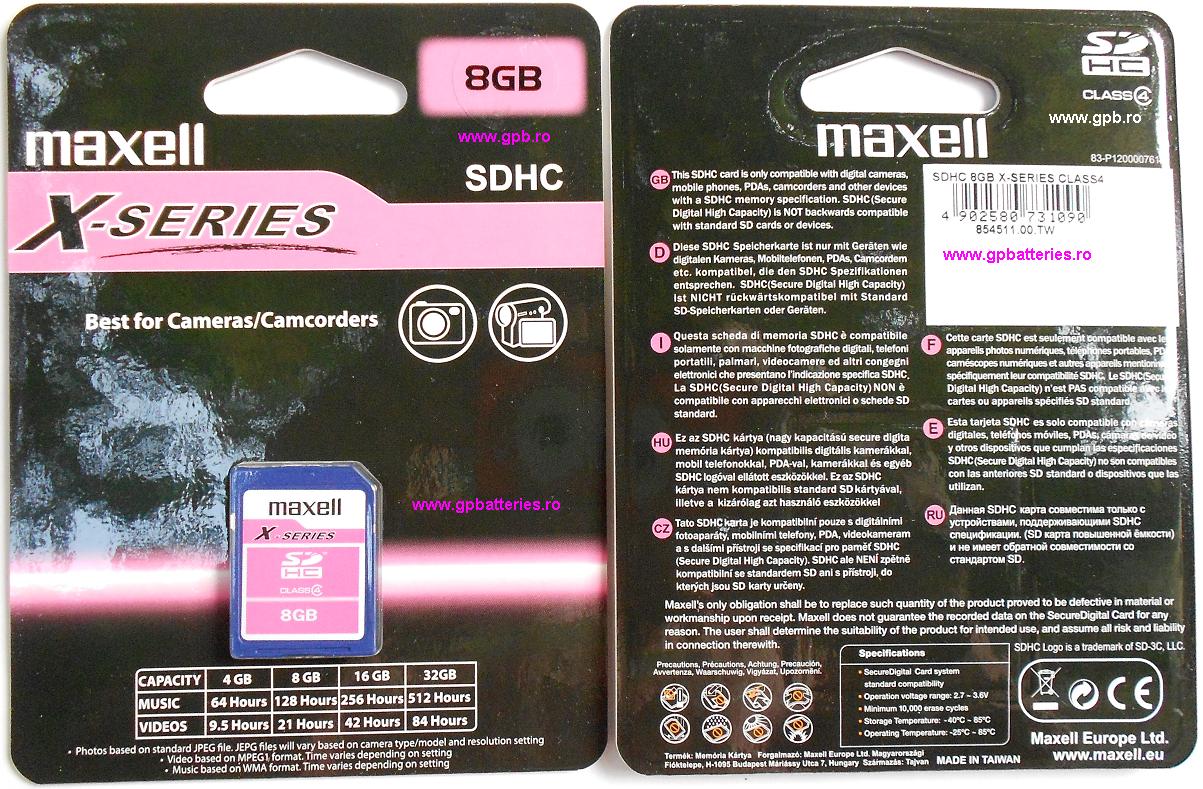 8GB
www.gpb.ro
maxell
SDHC
X-SERIES
Best for Cameras/Camcorders
www.gpbatteries.ro
maxell
X-SERIES
SD
HC
CLASS 4
8GB
CAPACITY 4 GB 8 GB 16 GB 32GB
MUSIC 64 Hours 128 Hours 256 Hours 512 Hours
VIDEOS 9.5 Hours 21 Hours 42 Hours 84 Hours
• Photos based on standard JPEG file. JEPG files will vary based on camera type/model and resolution setting
• Video based on MPEG1 format. Time varies depending on setting
• Music based on WMA format. Time varies depending on setting
SD
HC
CLASS 4
www.gpb.ro
maxell
83-P120000761
SDHC 8GB X-SERIES CLASS4
4 902580 731090
854511.00.TW
www.gpbatteries.ro
GB This SDHC card is only compatible with digital cameras,
mobile phones, PDAs, camcorders and other devices
with a SDHC memory specification. SDHC(Secure
Digital High Capacity) is NOT backwards compatible
with standard SD cards or devices.
D Diese SDHC Speicherkarte ist nur mit Geräten wie
digitalen Kameras, Mobiltelefonen, PDAs, Camcordern
etc. kompatibel, die den SDHC Spezifikationen
entsprechen. SDHC(Secure Digital High Capacity)
ist NICHT rückwärtskompatibel mit Standard
SD-Speicherkarten oder Geräten.
I Questa scheda di memoria SDHC è compatibile
solamente con macchine fotografiche digitali, telefoni
portatili, palmari, videocamere ed altri congegni
elettronici che presentano l'indicazione specifica SDHC.
La SDHC(Secure Digital High Capacity) NON è
compatibile con apparecchi elettronici o schede SD
standard.
HU Ez az SDHC kártya (nagy kapacitású secure digita
memória kártya) kompatibilis digitális kamerákkal,
mobil telefonokkal, PDA-val, kamerákkal és egyéb
SDHC logóval ellátott eszközökkel. Ez az SDHC
kártya nem kompatibilis standard SD kártyával,
illetve a kizárólag azt használó eszközökkel
CZ Tato SDHC karta je kompatibilní pouze s digitálními
fotoaparáty, mobilními telefony, PDA, videokameram
a s dalšími přístroji se specifikací pro paměť SDHC
(Secure Digital High Capacity). SDHC ale NENÍ zpětně
kompatibilní se standardem SD ani s přístroji, do
kterých jsou SD karty určeny.
F Cette carte SDHC est seulement compatible avec le
appareils photos numériques, téléphones portables, PD
caméscopes numériques et autres appareils mentionn
spécifiquement leur compatibilité SDHC. Le SDHC(Secu
Digital High Capacity) n'est PAS compatible avec
cartes ou appareils spécifiés SD standard.
E Esta tarjeta SDHC es solo compatible con cámaras
digitales, teléfonos móviles, PDAs, cámaras de vídeo
y otros dispositivos que cumplan las especificaciones
SDHC(Secure Digital High Capacity) no son compatibles
con las anteriores SD standard o dispositivos que las
utilizan.
RU Данная SDHC карта совместима только с
устройствами, поддерживающими SDHC
спецификации. (SD карта повышенной ёмкости)
и не имеет обратной совместимости со
стандартом SD.
Maxell's only obligation shall be to replace such quantity of the product proved to be defective in material or
workmanship upon receipt. Maxell does not guarantee the recorded data on the SecureDigital Card for any
reason. The user shall determine the suitability of the product for intended use, and assume all risk and liability
in connection therewith.
SDHC Logo is a trademark of SD-3C, LLC.
Precautions, Précautions, Achtung, Precaución,
Avvertenza, Waarschuwig, Vigyázat, Upozornění.
Specifications
• SecureDigital Card system
standard compatibility
• Operation voltage range: 2.7 ~ 3.6V
• Minimum 10,000 erase cycles
• Storage Temperature: -40°C ~ 85°C
• Operating Temperature: -25°C ~ 85°C
CE
Maxell Europe Ltd.
www.maxell.eu
Termék: Memória Kártya Forgalmazó: Maxell Europe Ltd. Magyarországi
Fióktelepe, H-1095 Budapest Máriássy Utca 7, Hungary Származás: Tajvan MADE IN TAIWAN